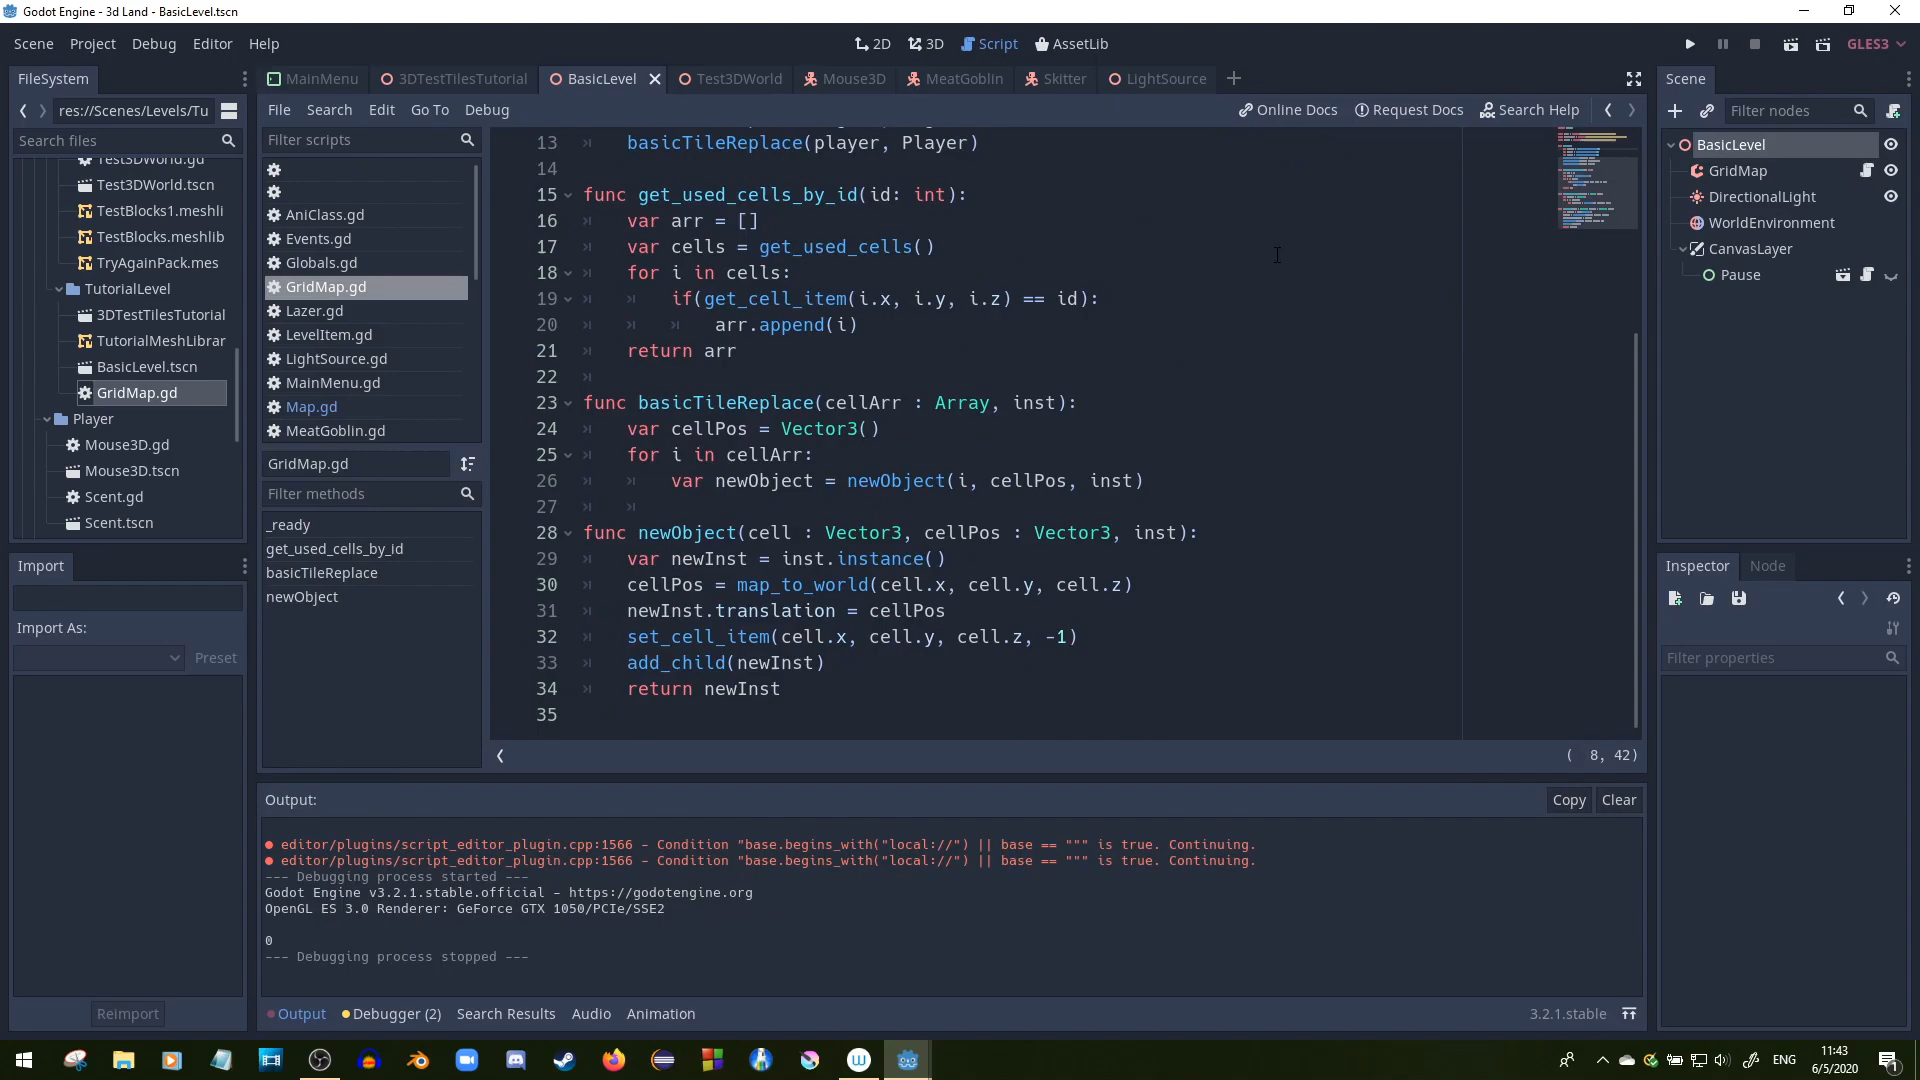 Godot Engine - 3d Land - BasicLevel.tscn
Scene Project Debug Editor Help
2D 3D Script AssetLib
GLES3
FileSystem
MainMenu 3DTestTilesTutorial BasicLevel Test3DWorld Mouse3D MeatGoblin Skitter LightSource
Scene
res://Scenes/Levels/Tu
File Search Edit Go To Debug
Online Docs Request Docs Search Help
Filter nodes
Search files
Filter scripts
Test3DWorld.gd
Test3DWorld.tscn
TestBlocks1.meshli
TestBlocks.meshlib
TryAgainPack.mes
TutorialLevel
3DTestTilesTutorial
TutorialMeshLibrar
BasicLevel.tscn
GridMap.gd
Player
Mouse3D.gd
Mouse3D.tscn
Scent.gd
Scent.tscn
AniClass.gd
Events.gd
Globals.gd
GridMap.gd
Lazer.gd
LevelItem.gd
LightSource.gd
MainMenu.gd
Map.gd
MeatGoblin.gd
GridMap.gd
Filter methods
_ready
get_used_cells_by_id
basicTileReplace
newObject
13 basicTileReplace(player, Player)
14
15 func get_used_cells_by_id(id: int):
16 var arr = []
17 var cells = get_used_cells()
18 for i in cells:
19 if(get_cell_item(i.x, i.y, i.z) == id):
20 arr.append(i)
21 return arr
22
23 func basicTileReplace(cellArr : Array, inst):
24 var cellPos = Vector3()
25 for i in cellArr:
26 var newObject = newObject(i, cellPos, inst)
27
28 func newObject(cell : Vector3, cellPos : Vector3, inst):
29 var newInst = inst.instance()
30 cellPos = map_to_world(cell.x, cell.y, cell.z)
31 newInst.translation = cellPos
32 set_cell_item(cell.x, cell.y, cell.z, -1)
33 add_child(newInst)
34 return newInst
35
( 8, 42)
BasicLevel
GridMap
DirectionalLight
WorldEnvironment
CanvasLayer
Pause
Import
Import As:
Preset
Reimport
Inspector Node
Filter properties
Output:
Copy Clear
editor/plugins/script_editor_plugin.cpp:1566 - Condition "base.begins_with("local://") || base == """ is true. Continuing.
editor/plugins/script_editor_plugin.cpp:1566 - Condition "base.begins_with("local://") || base == """ is true. Continuing.
--- Debugging process started ---
Godot Engine v3.2.1.stable.official - https://godotengine.org
OpenGL ES 3.0 Renderer: GeForce GTX 1050/PCIe/SSE2
0
--- Debugging process stopped ---
Output Debugger (2) Search Results Audio Animation
3.2.1.stable
ENG
11:43
6/5/2020
1